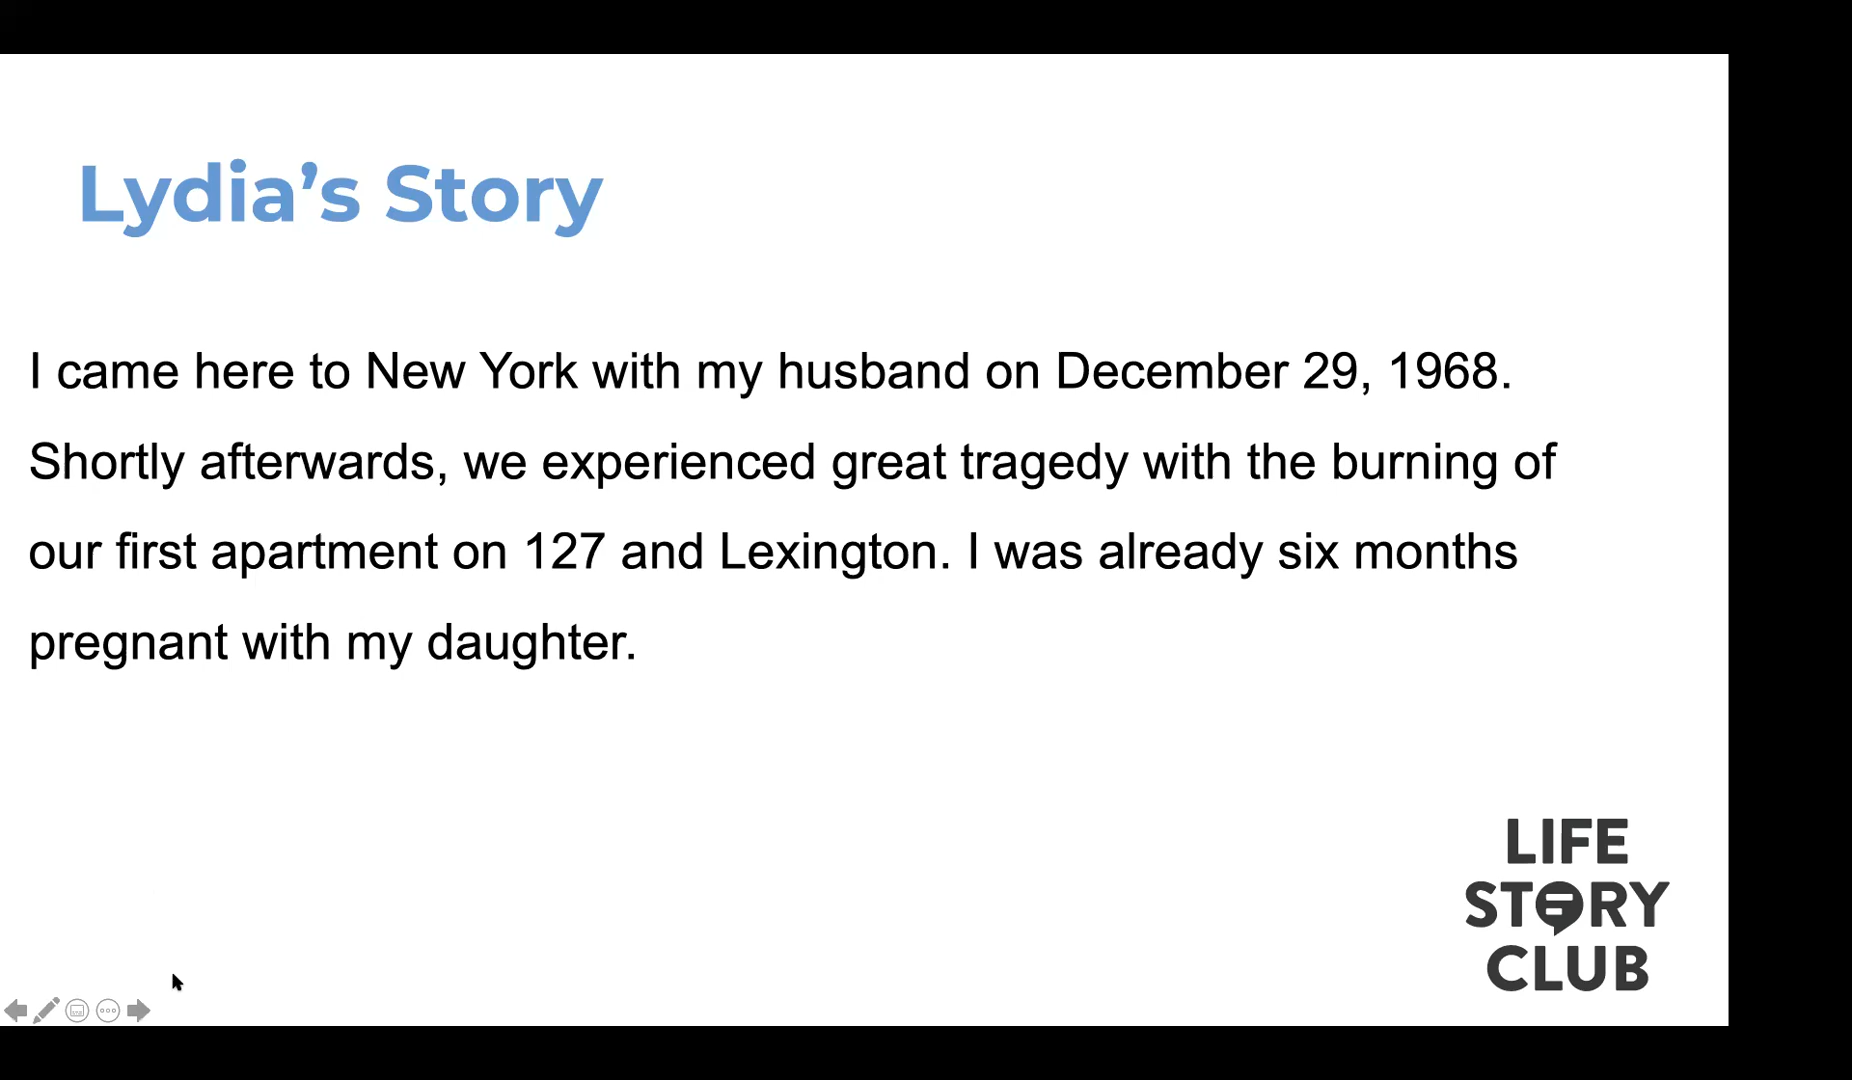 Lydia’s Story
I came here to New York with my husband on December 29, 1968.
Shortly afterwards, we experienced great tragedy with the burning of
our first apartment on 127 and Lexington. I was already six months
pregnant with my daughter.
LIFE
STORY
CLUB